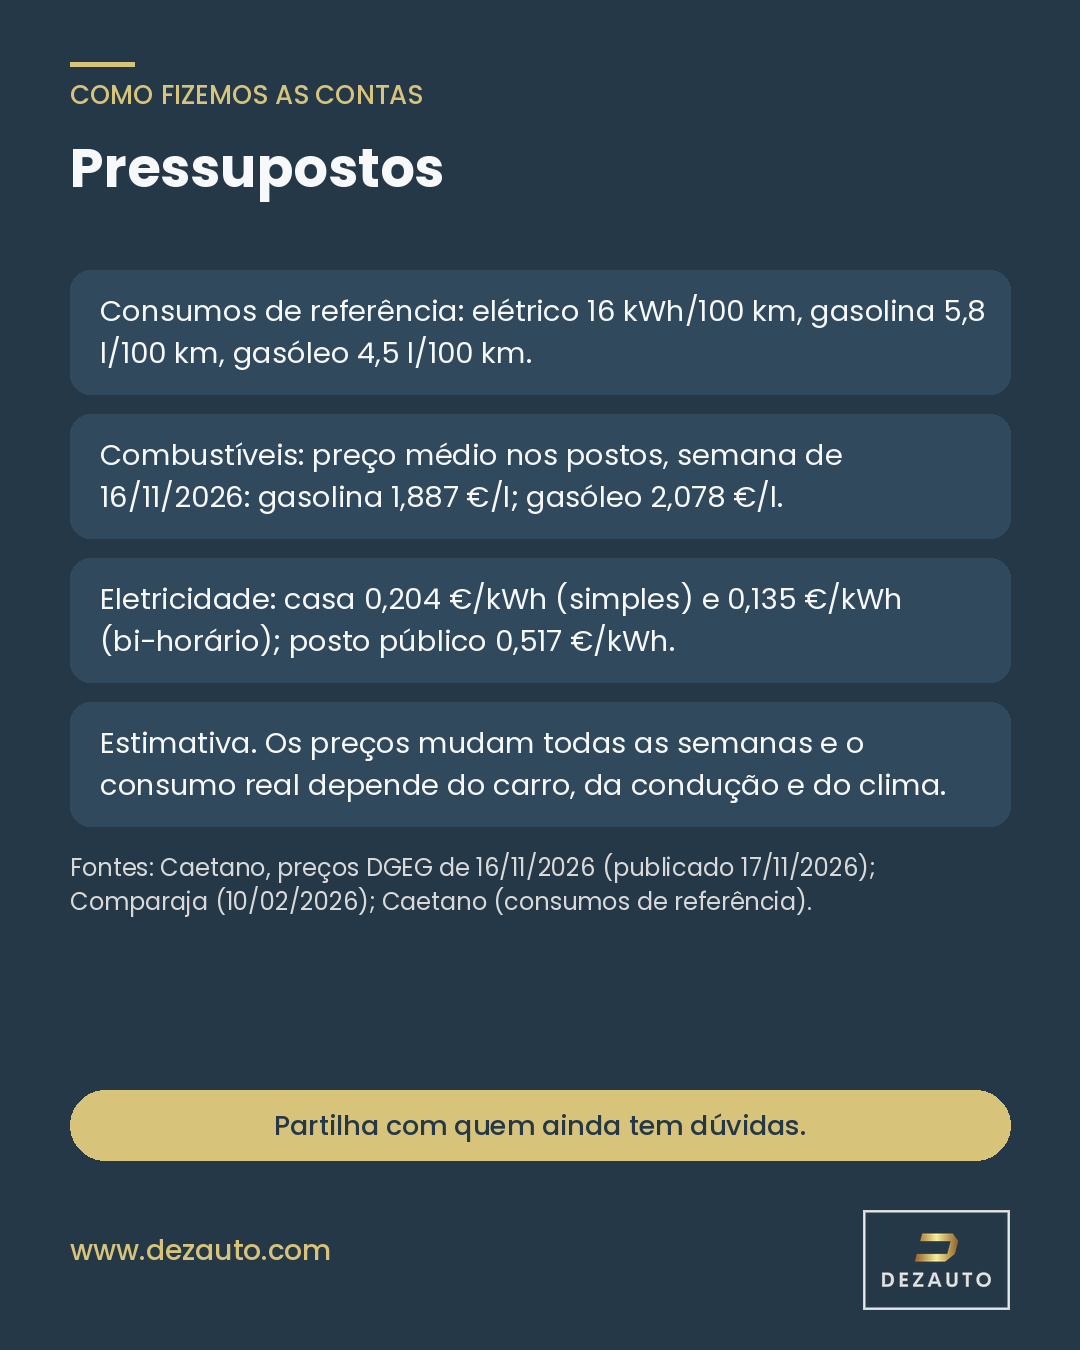 COMO FIZEMOS AS CONTAS
Pressupostos
Consumos de referência: elétrico 16 kWh/100 km, gasolina 5,8
l/100 km, gasóleo 4,5 l/100 km.
Combustíveis: preço médio nos postos, semana de
16/11/2026: gasolina 1,887 €/l; gasóleo 2,078 €/l.
Eletricidade: casa 0,204 €/kWh (simples) e 0,135 €/kWh
(bi-horário); posto público 0,517 €/kWh.
Estimativa. Os preços mudam todas as semanas e o
consumo real depende do carro, da condução e do clima.
Fontes: Caetano, preços DGEG de 16/11/2026 (publicado 17/11/2026);
Comparaja (10/02/2026); Caetano (consumos de referência).
Partilha com quem ainda tem dúvidas.
www.dezauto.com
DEZAUTO